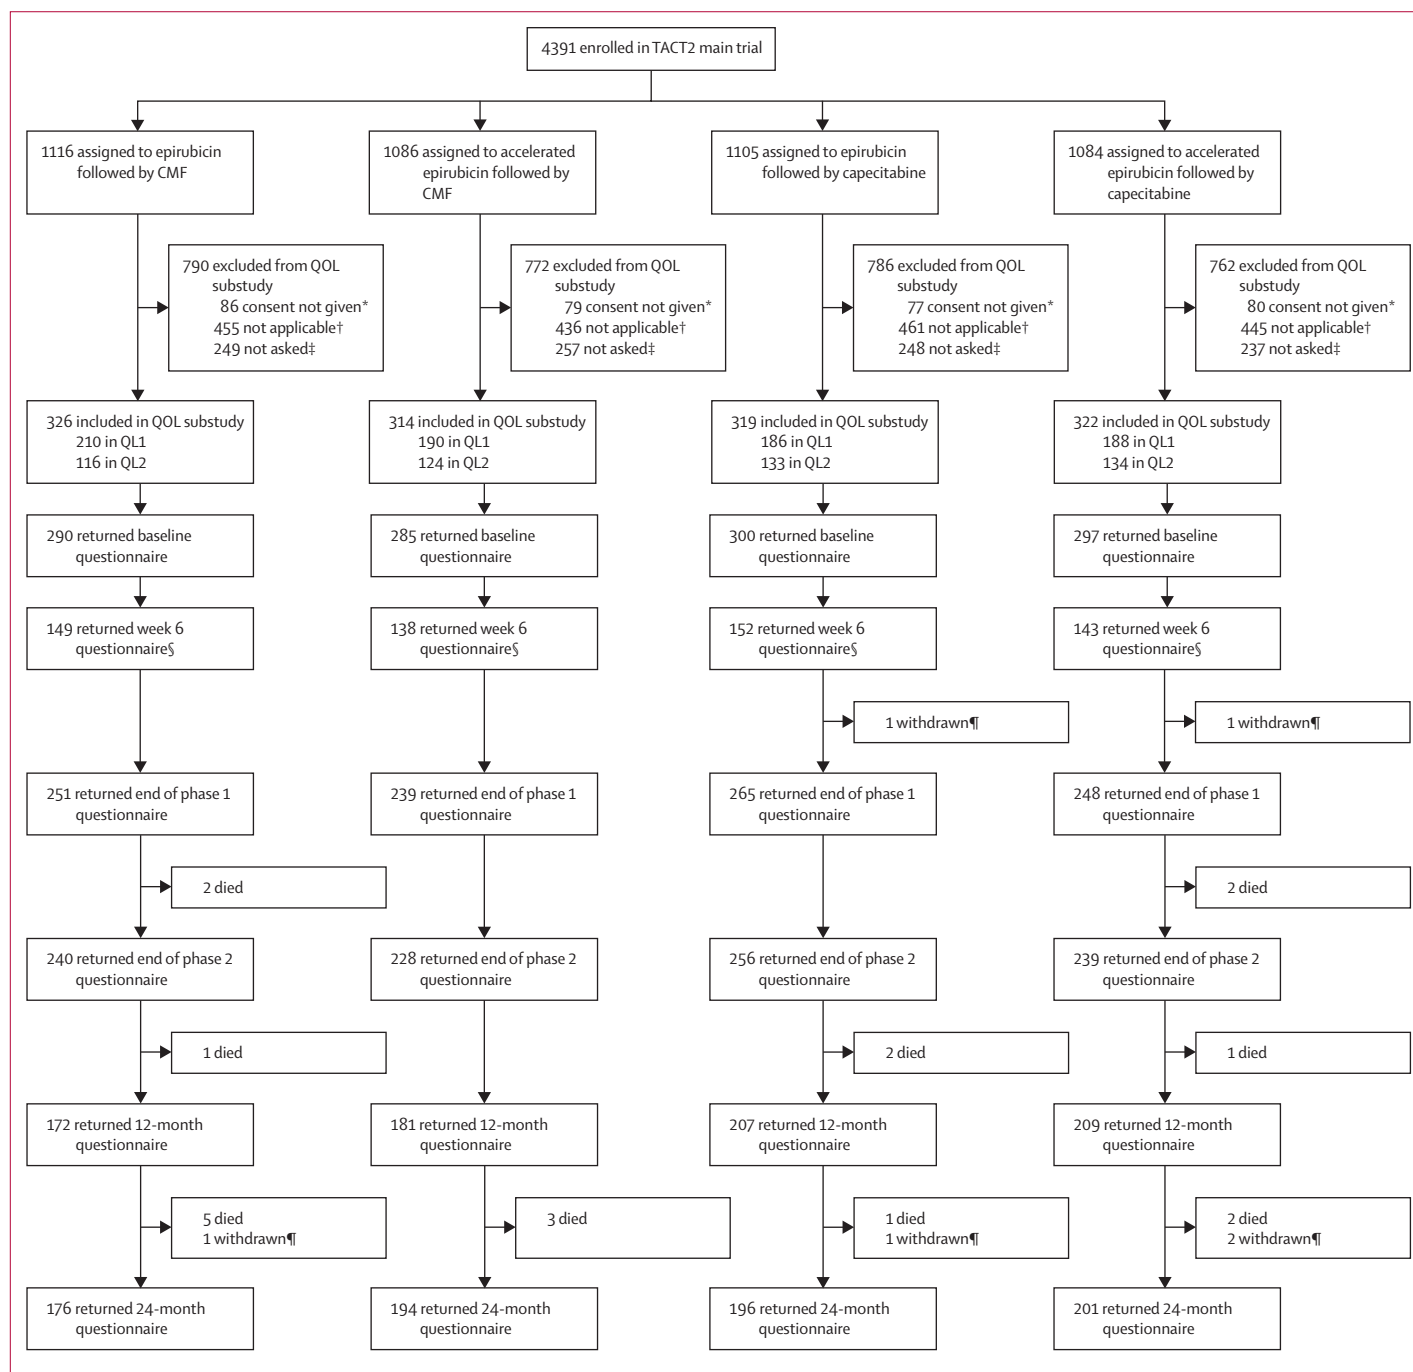 4391 enrolled in TACT2 main trial
1116 assigned to epirubicin
followed by CMF
1086 assigned to accelerated
epirubicin followed by
CMF
1105 assigned to epirubicin
followed by capecitabine
1084 assigned to accelerated
epirubicin followed by
capecitabine
790 excluded from QOL
substudy
86 consent not given*
455 not applicable†
249 not asked‡
772 excluded from QOL
substudy
79 consent not given*
436 not applicable†
257 not asked‡
786 excluded from QOL
substudy
77 consent not given*
461 not applicable†
248 not asked‡
762 excluded from QOL
substudy
80 consent not given*
445 not applicable†
237 not asked‡
326 included in QOL substudy
210 in QL1
116 in QL2
314 included in QOL substudy
190 in QL1
124 in QL2
319 included in QOL substudy
186 in QL1
133 in QL2
322 included in QOL substudy
188 in QL1
134 in QL2
290 returned baseline
questionnaire
285 returned baseline
questionnaire
300 returned baseline
questionnaire
297 returned baseline
questionnaire
149 returned week 6
questionnaire§
138 returned week 6
questionnaire§
152 returned week 6
questionnaire§
143 returned week 6
questionnaire§
1 withdrawn¶
1 withdrawn¶
251 returned end of phase 1
questionnaire
239 returned end of phase 1
questionnaire
265 returned end of phase 1
questionnaire
248 returned end of phase 1
questionnaire
2 died
2 died
240 returned end of phase 2
questionnaire
228 returned end of phase 2
questionnaire
256 returned end of phase 2
questionnaire
239 returned end of phase 2
questionnaire
1 died
2 died
1 died
172 returned 12-month
questionnaire
181 returned 12-month
questionnaire
207 returned 12-month
questionnaire
209 returned 12-month
questionnaire
5 died
1 withdrawn¶
3 died
1 died
1 withdrawn¶
2 died
2 withdrawn¶
176 returned 24-month
questionnaire
194 returned 24-month
questionnaire
196 returned 24-month
questionnaire
201 returned 24-month
questionnaire